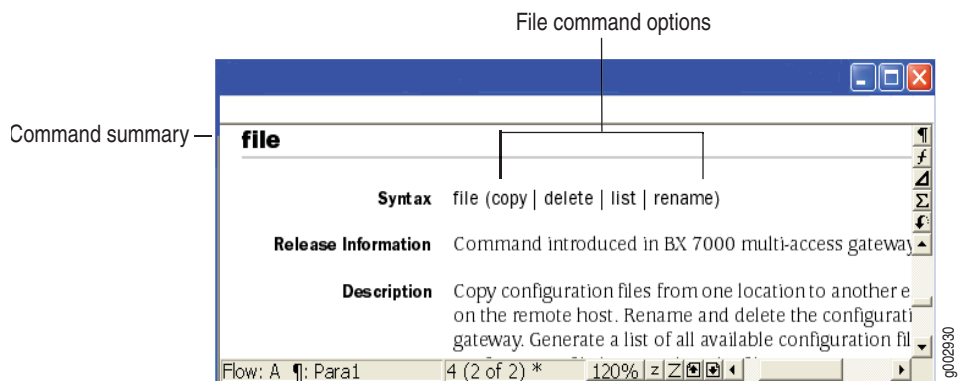 File command options
Command summary
file
Syntax file (copy | delete | list | rename)
Release Information Command introduced in BX 7000 multi-access gateway
Description Copy configuration files from one location to another e
on the remote host. Rename and delete the configurati
gateway. Generate a list of all available configuration fil
Flow: A ¶: Para1 4 (2 of 2) * 120% z Z
g002930